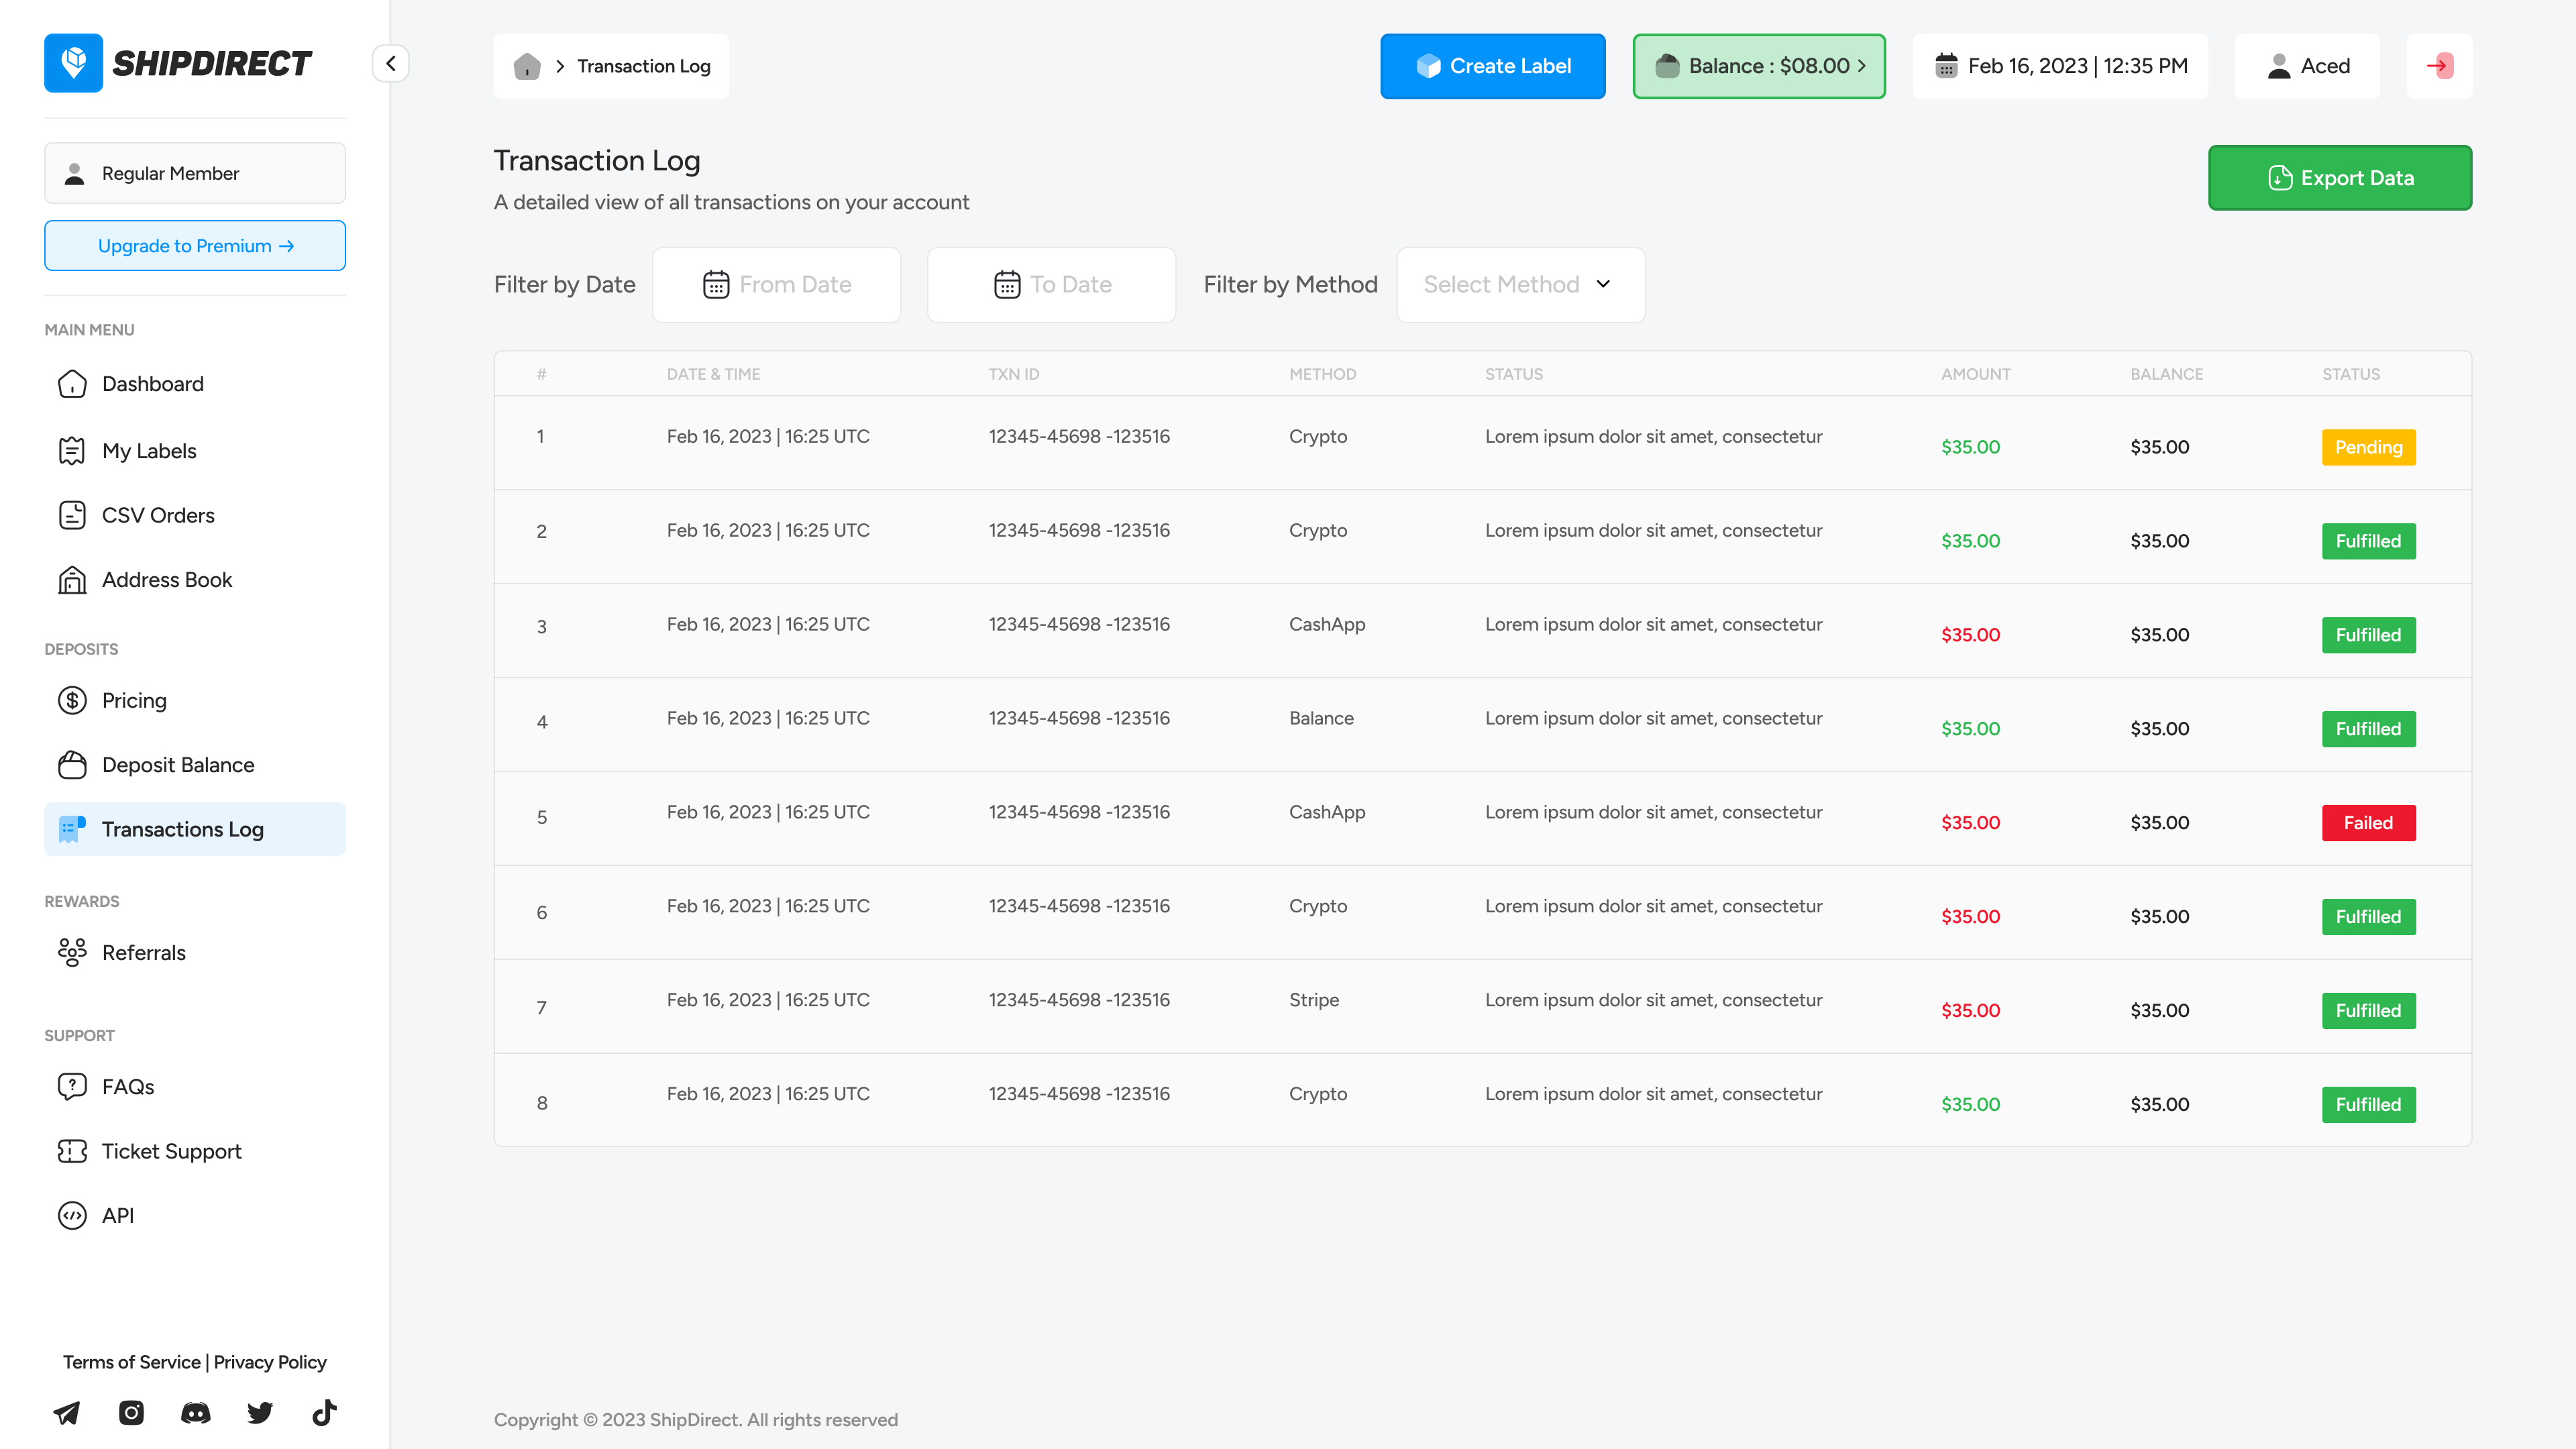 SHIPDIRECT
Regular Member
Upgrade to Premium →
MAIN MENU
Dashboard
My Labels
CSV Orders
Address Book
DEPOSITS
Pricing
Deposit Balance
Transactions Log
REWARDS
Referrals
SUPPORT
FAQs
Ticket Support
API
Terms of Service | Privacy Policy
> Transaction Log
Create Label
Balance : $08.00 >
Feb 16, 2023 | 12:35 PM
Aced
Transaction Log
A detailed view of all transactions on your account
Export Data
Filter by Date From Date To Date Filter by Method Select Method
# DATE & TIME TXN ID METHOD STATUS AMOUNT BALANCE STATUS
1 Feb 16, 2023 | 16:25 UTC 12345-45698 -123516 Crypto Lorem ipsum dolor sit amet, consectetur $35.00 $35.00 Pending
2 Feb 16, 2023 | 16:25 UTC 12345-45698 -123516 Crypto Lorem ipsum dolor sit amet, consectetur $35.00 $35.00 Fulfilled
3 Feb 16, 2023 | 16:25 UTC 12345-45698 -123516 CashApp Lorem ipsum dolor sit amet, consectetur $35.00 $35.00 Fulfilled
4 Feb 16, 2023 | 16:25 UTC 12345-45698 -123516 Balance Lorem ipsum dolor sit amet, consectetur $35.00 $35.00 Fulfilled
5 Feb 16, 2023 | 16:25 UTC 12345-45698 -123516 CashApp Lorem ipsum dolor sit amet, consectetur $35.00 $35.00 Failed
6 Feb 16, 2023 | 16:25 UTC 12345-45698 -123516 Crypto Lorem ipsum dolor sit amet, consectetur $35.00 $35.00 Fulfilled
7 Feb 16, 2023 | 16:25 UTC 12345-45698 -123516 Stripe Lorem ipsum dolor sit amet, consectetur $35.00 $35.00 Fulfilled
8 Feb 16, 2023 | 16:25 UTC 12345-45698 -123516 Crypto Lorem ipsum dolor sit amet, consectetur $35.00 $35.00 Fulfilled
Copyright © 2023 ShipDirect. All rights reserved